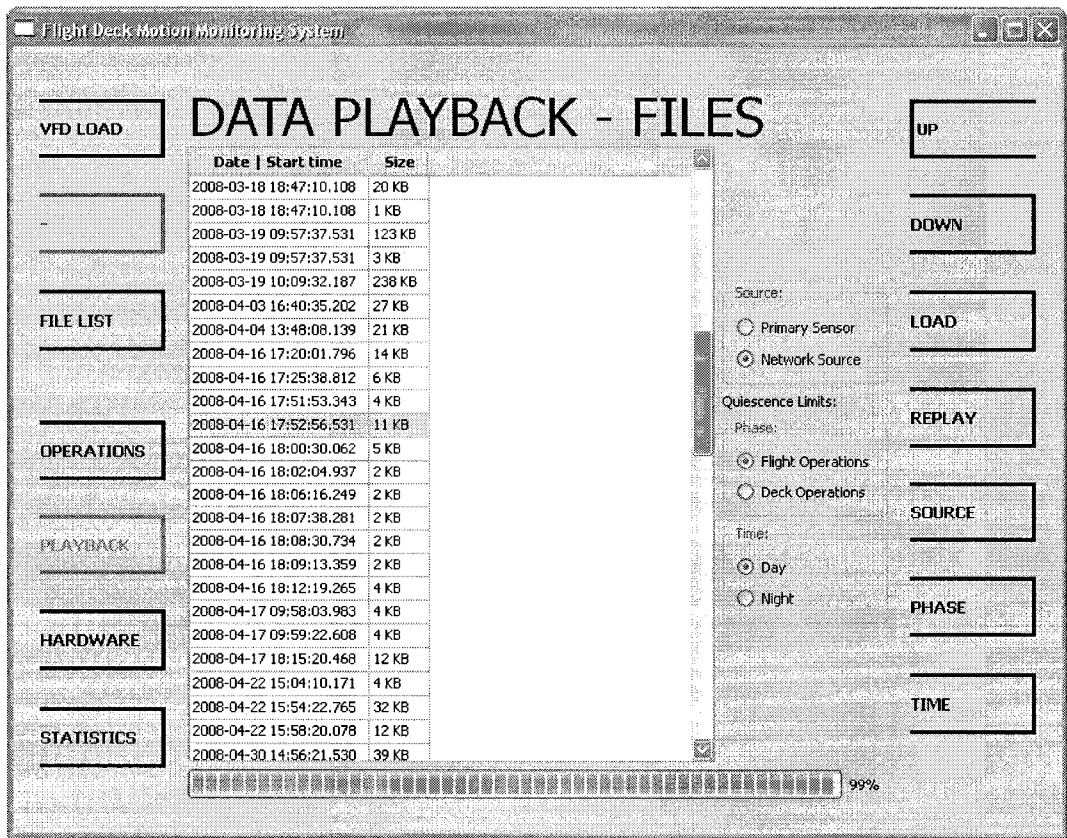 Flight Deck Motion Monitoring System
DATA PLAYBACK - FILES
VFD LOAD
-
FILE LIST
OPERATIONS
PLAYBACK
HARDWARE
STATISTICS
Date | Start time Size
2008-03-18 18:47:10.108 20 KB
2008-03-18 18:47:10.108 1 KB
2008-03-19 09:57:37.531 123 KB
2008-03-19 09:57:37.531 3 KB
2008-03-19 10:09:32.187 238 KB
2008-04-03 16:40:35.202 27 KB
2008-04-04 13:48:08.139 21 KB
2008-04-16 17:20:01.796 14 KB
2008-04-16 17:25:38.812 6 KB
2008-04-16 17:51:53.343 4 KB
2008-04-16 17:52:56.531 11 KB
2008-04-16 18:00:30.062 5 KB
2008-04-16 18:02:04.937 2 KB
2008-04-16 18:06:16.249 2 KB
2008-04-16 18:07:38.281 2 KB
2008-04-16 18:08:30.734 2 KB
2008-04-16 18:09:13.359 2 KB
2008-04-16 18:12:19.265 4 KB
2008-04-17 09:58:03.983 4 KB
2008-04-17 09:59:22.608 4 KB
2008-04-17 18:15:20.468 12 KB
2008-04-22 15:04:10.171 4 KB
2008-04-22 15:54:22.765 32 KB
2008-04-22 15:58:20.078 12 KB
2008-04-30 14:56:21.530 39 KB
99%
Source:
Primary Sensor
Network Source
Quiescence Limits:
Phase:
Flight Operations
Deck Operations
Time:
Day
Night
UP
DOWN
LOAD
REPLAY
SOURCE
PHASE
TIME